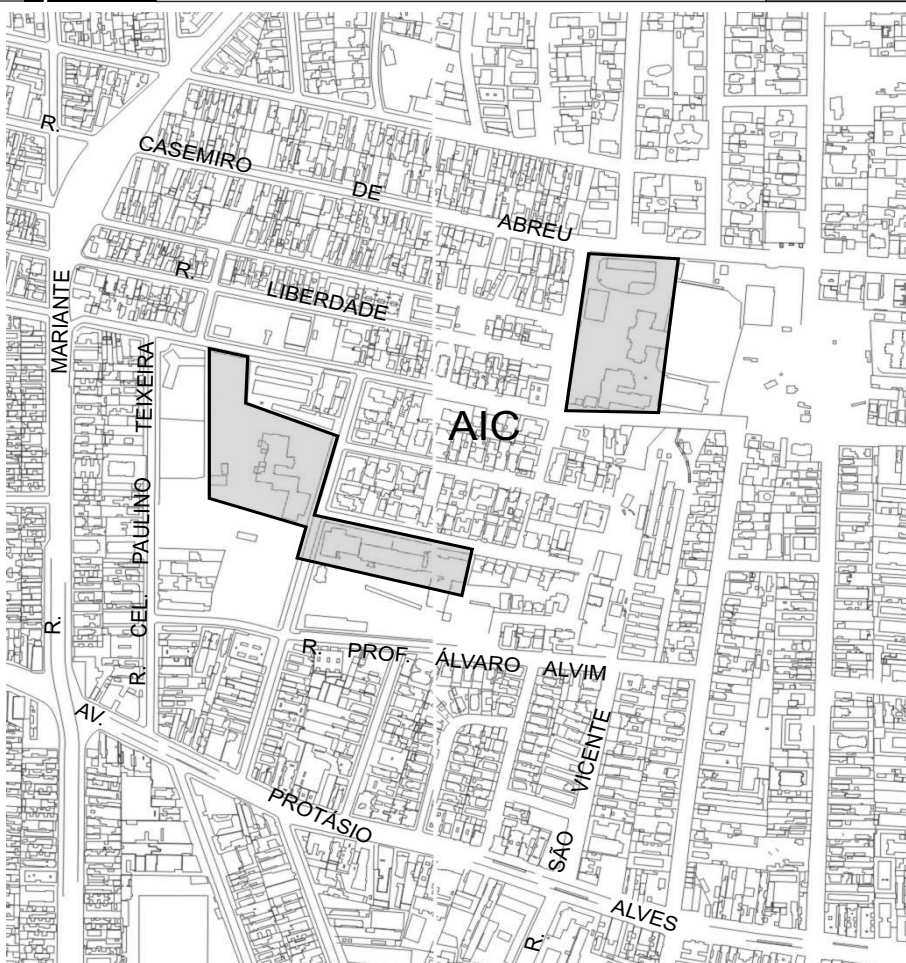 R. CASEMIRO DE ABREU
R. LIBERDADE
R. MARIANTE
R. CEL. PAULINO TEIXEIRA
AIC
R. PROF. ÁLVARO ALVIM
R. SÃO VICENTE
AV. PROTÁSIO ALVES